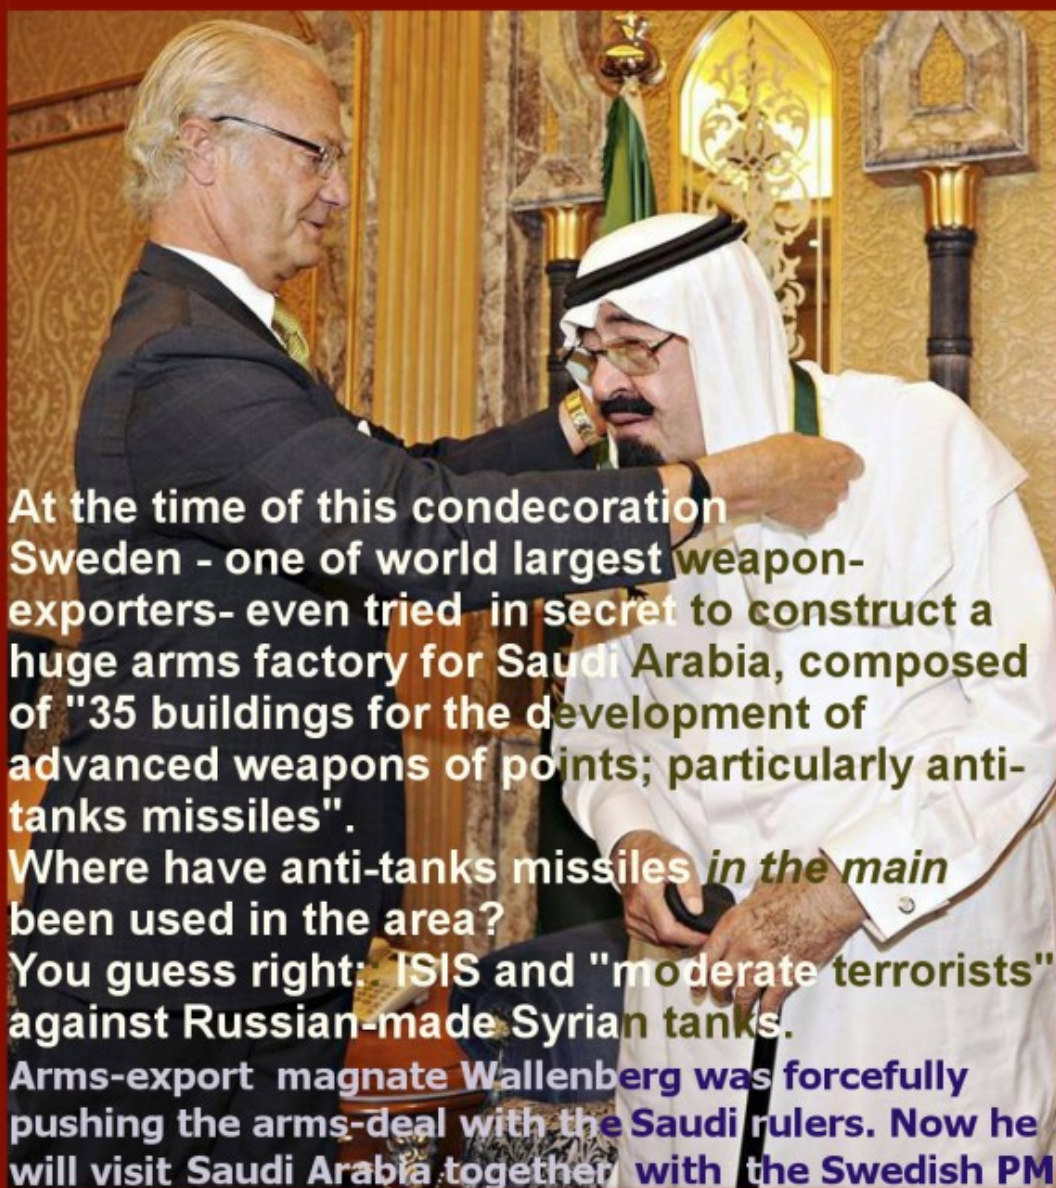 At the time of this condecoration
Sweden - one of world largest weapon-
exporters- even tried  in secret to construct a
huge arms factory for Saudi Arabia, composed
of "35 buildings for the development of
advanced weapons of points; particularly anti-
tanks missiles".
Where have anti-tanks missiles in the main
been used in the area?
You guess right:. ISIS and "moderate terrorists"
against Russian-made Syrian tanks.
Arms-export  magnate Wallenberg was forcefully
pushing the arms-deal with the Saudi rulers. Now he
will visit Saudi Arabia together  with  the Swedish PM